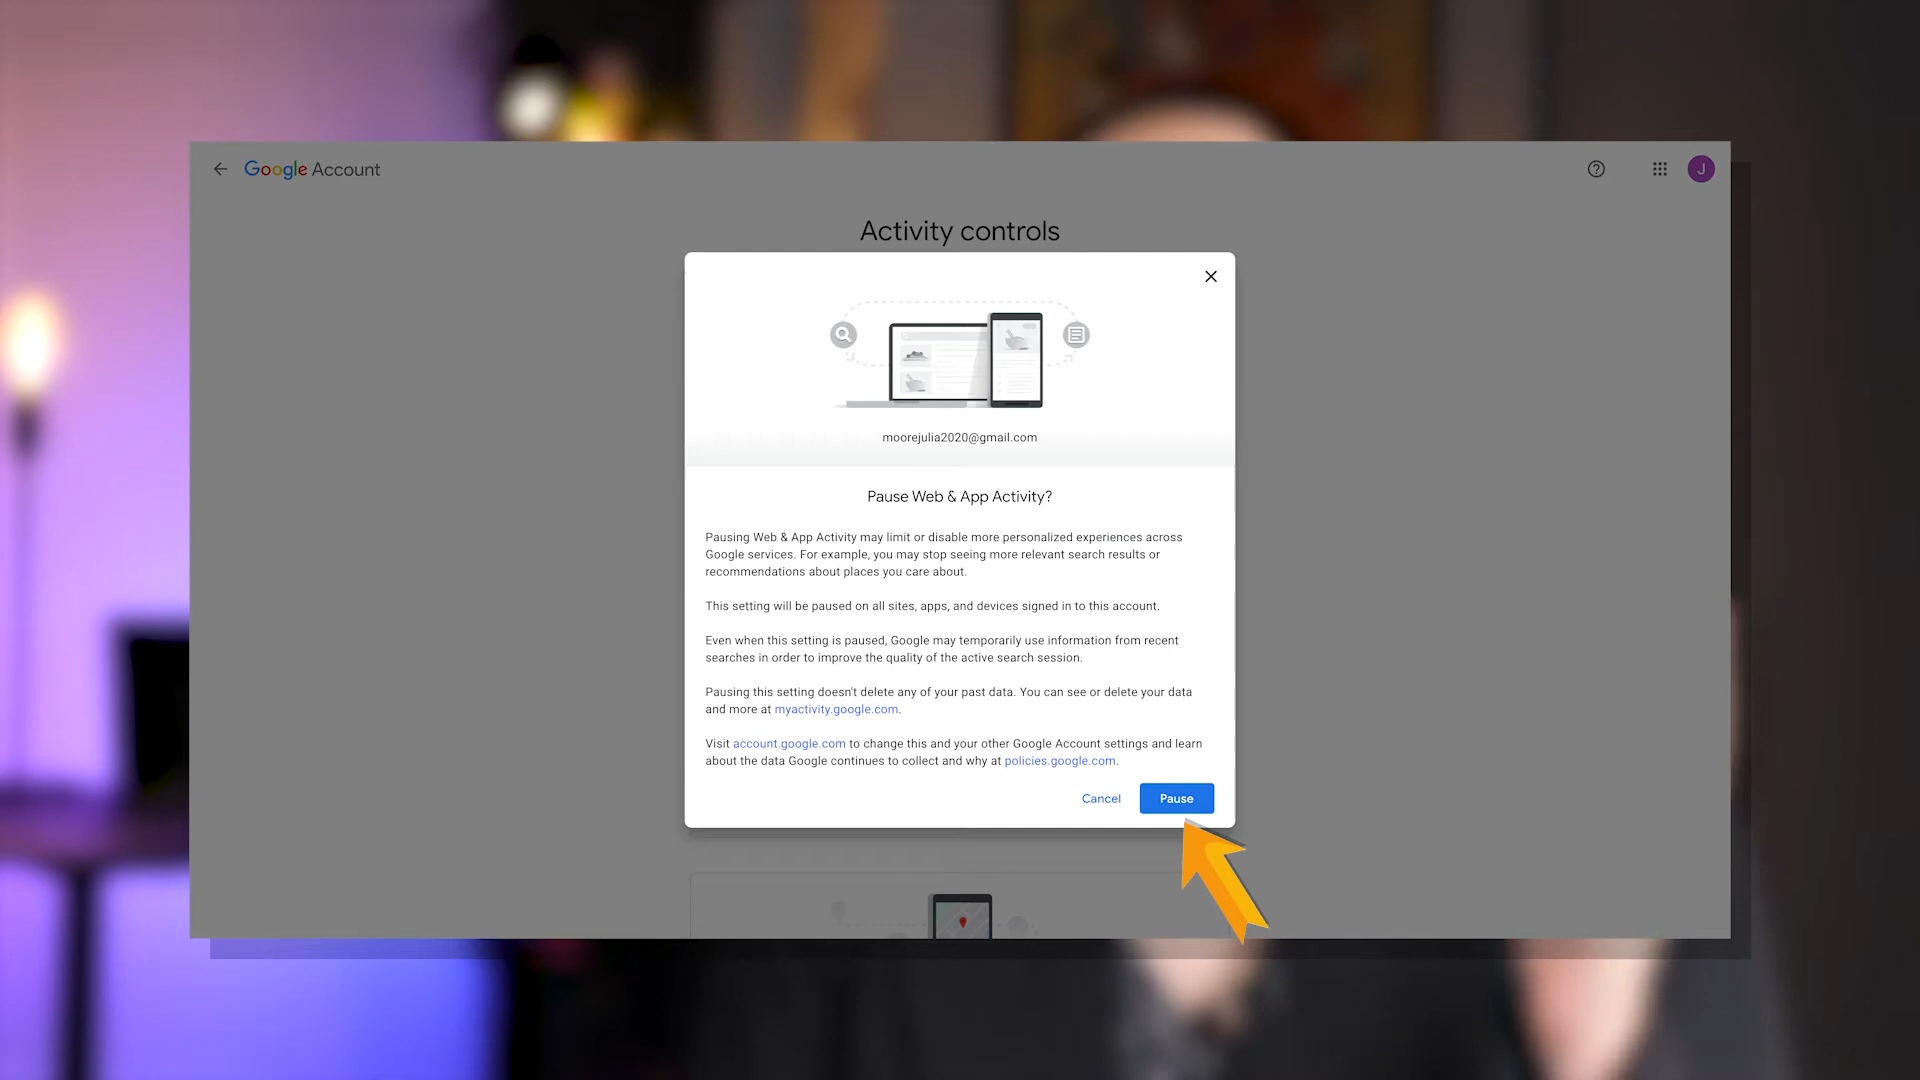 Google Account
J
Activity controls
moorejulia2020@gmail.com
Pause Web & App Activity?
Pausing Web & App Activity may limit or disable more personalized experiences across
Google services. For example, you may stop seeing more relevant search results or
recommendations about places you care about.
This setting will be paused on all sites, apps, and devices signed in to this account.
Even when this setting is paused, Google may temporarily use information from recent
searches in order to improve the quality of the active search session.
Pausing this setting doesn't delete any of your past data. You can see or delete your data
and more at myactivity.google.com.
Visit account.google.com to change this and your other Google Account settings and learn
about the data Google continues to collect and why at policies.google.com.
Cancel
Pause